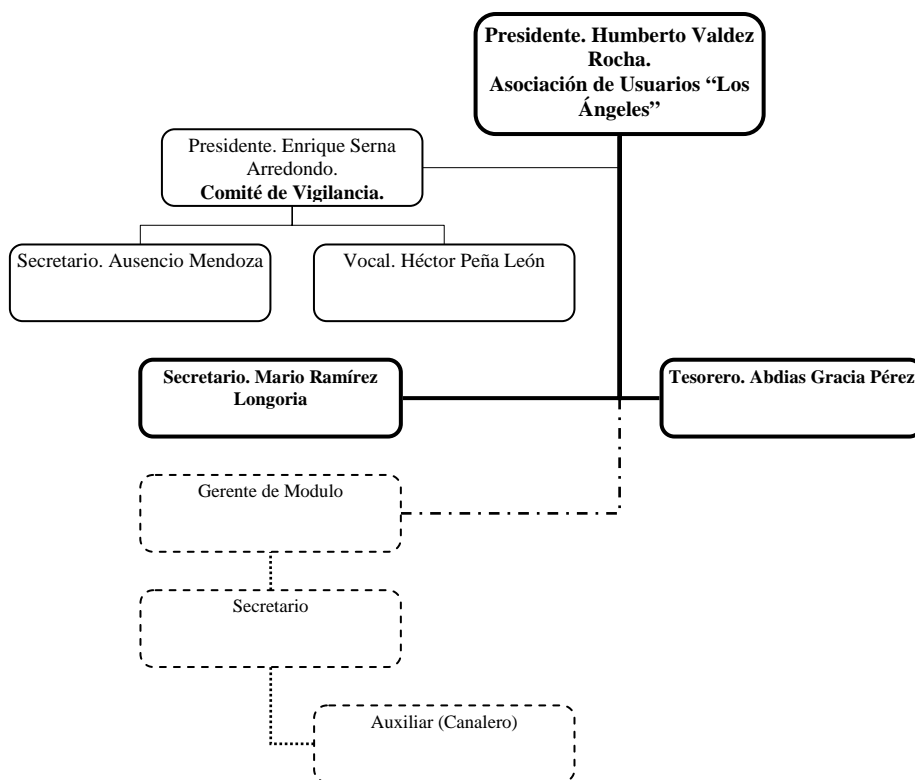 Presidente. Humberto Valdez
Rocha.
Asociación de Usuarios “Los
Ángeles”
Presidente. Enrique Serna
Arredondo.
Comité de Vigilancia.
Secretario. Ausencio Mendoza
Vocal. Héctor Peña León
Secretario. Mario Ramírez
Longoria
Tesorero. Abdias Gracia Pérez
Gerente de Modulo
Secretario
Auxiliar (Canalero)